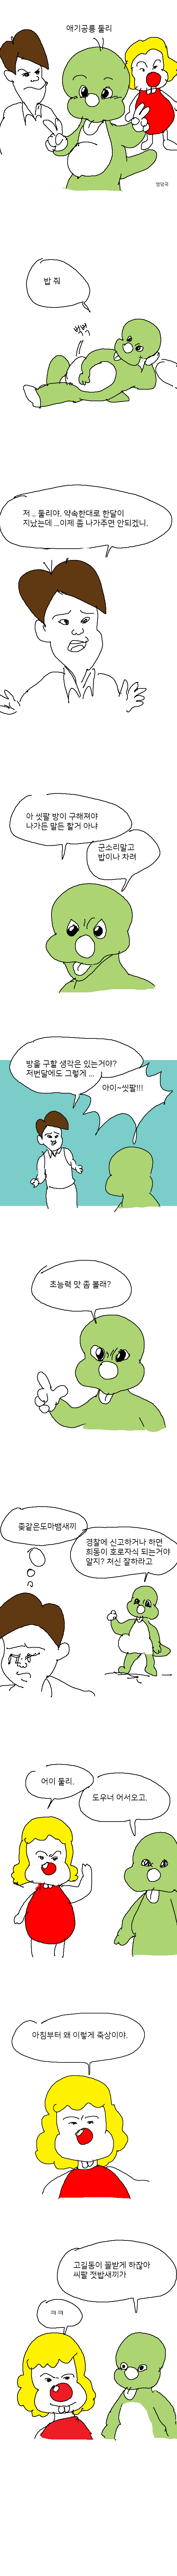 애기공룡 둘리
엉덩국
밥 줘
벅벅
저 .. 둘리야. 약속한대로 한달이
지났는데 ...이제 좀 나가주면 안되겠니.
아 씻팔 방이 구해져야
나가든 말든 할거 아냐
군소리말고
밥이나 차려
방을 구할 생각은 있는거야?
저번달에도 그렇게 ...
아이~씻팔!!!
초능력 맛 좀 볼래?
좆같은도마뱀새끼
경찰에 신고하거나 하면
희동이 호로자식 되는거야
알지? 처신 잘하라고
어이 둘리.
도우너 어서오고.
아침부터 왜 이렇게 죽상이야.
고길동이 꼴받게 하잖아
씨팔 젓밥새끼가
ㅋㅋ